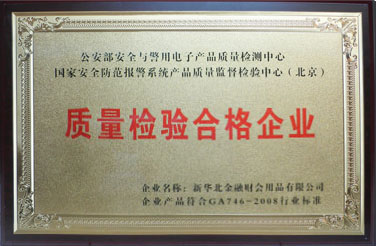 公安部安全与警用电子产品质量检测中心
国家安全防范报警系统产品质量监督检验中心（北京）
质量检验合格企业
企业名称：新华北金融财会用品有限公司
企业产品符合GA746-2008行业标准